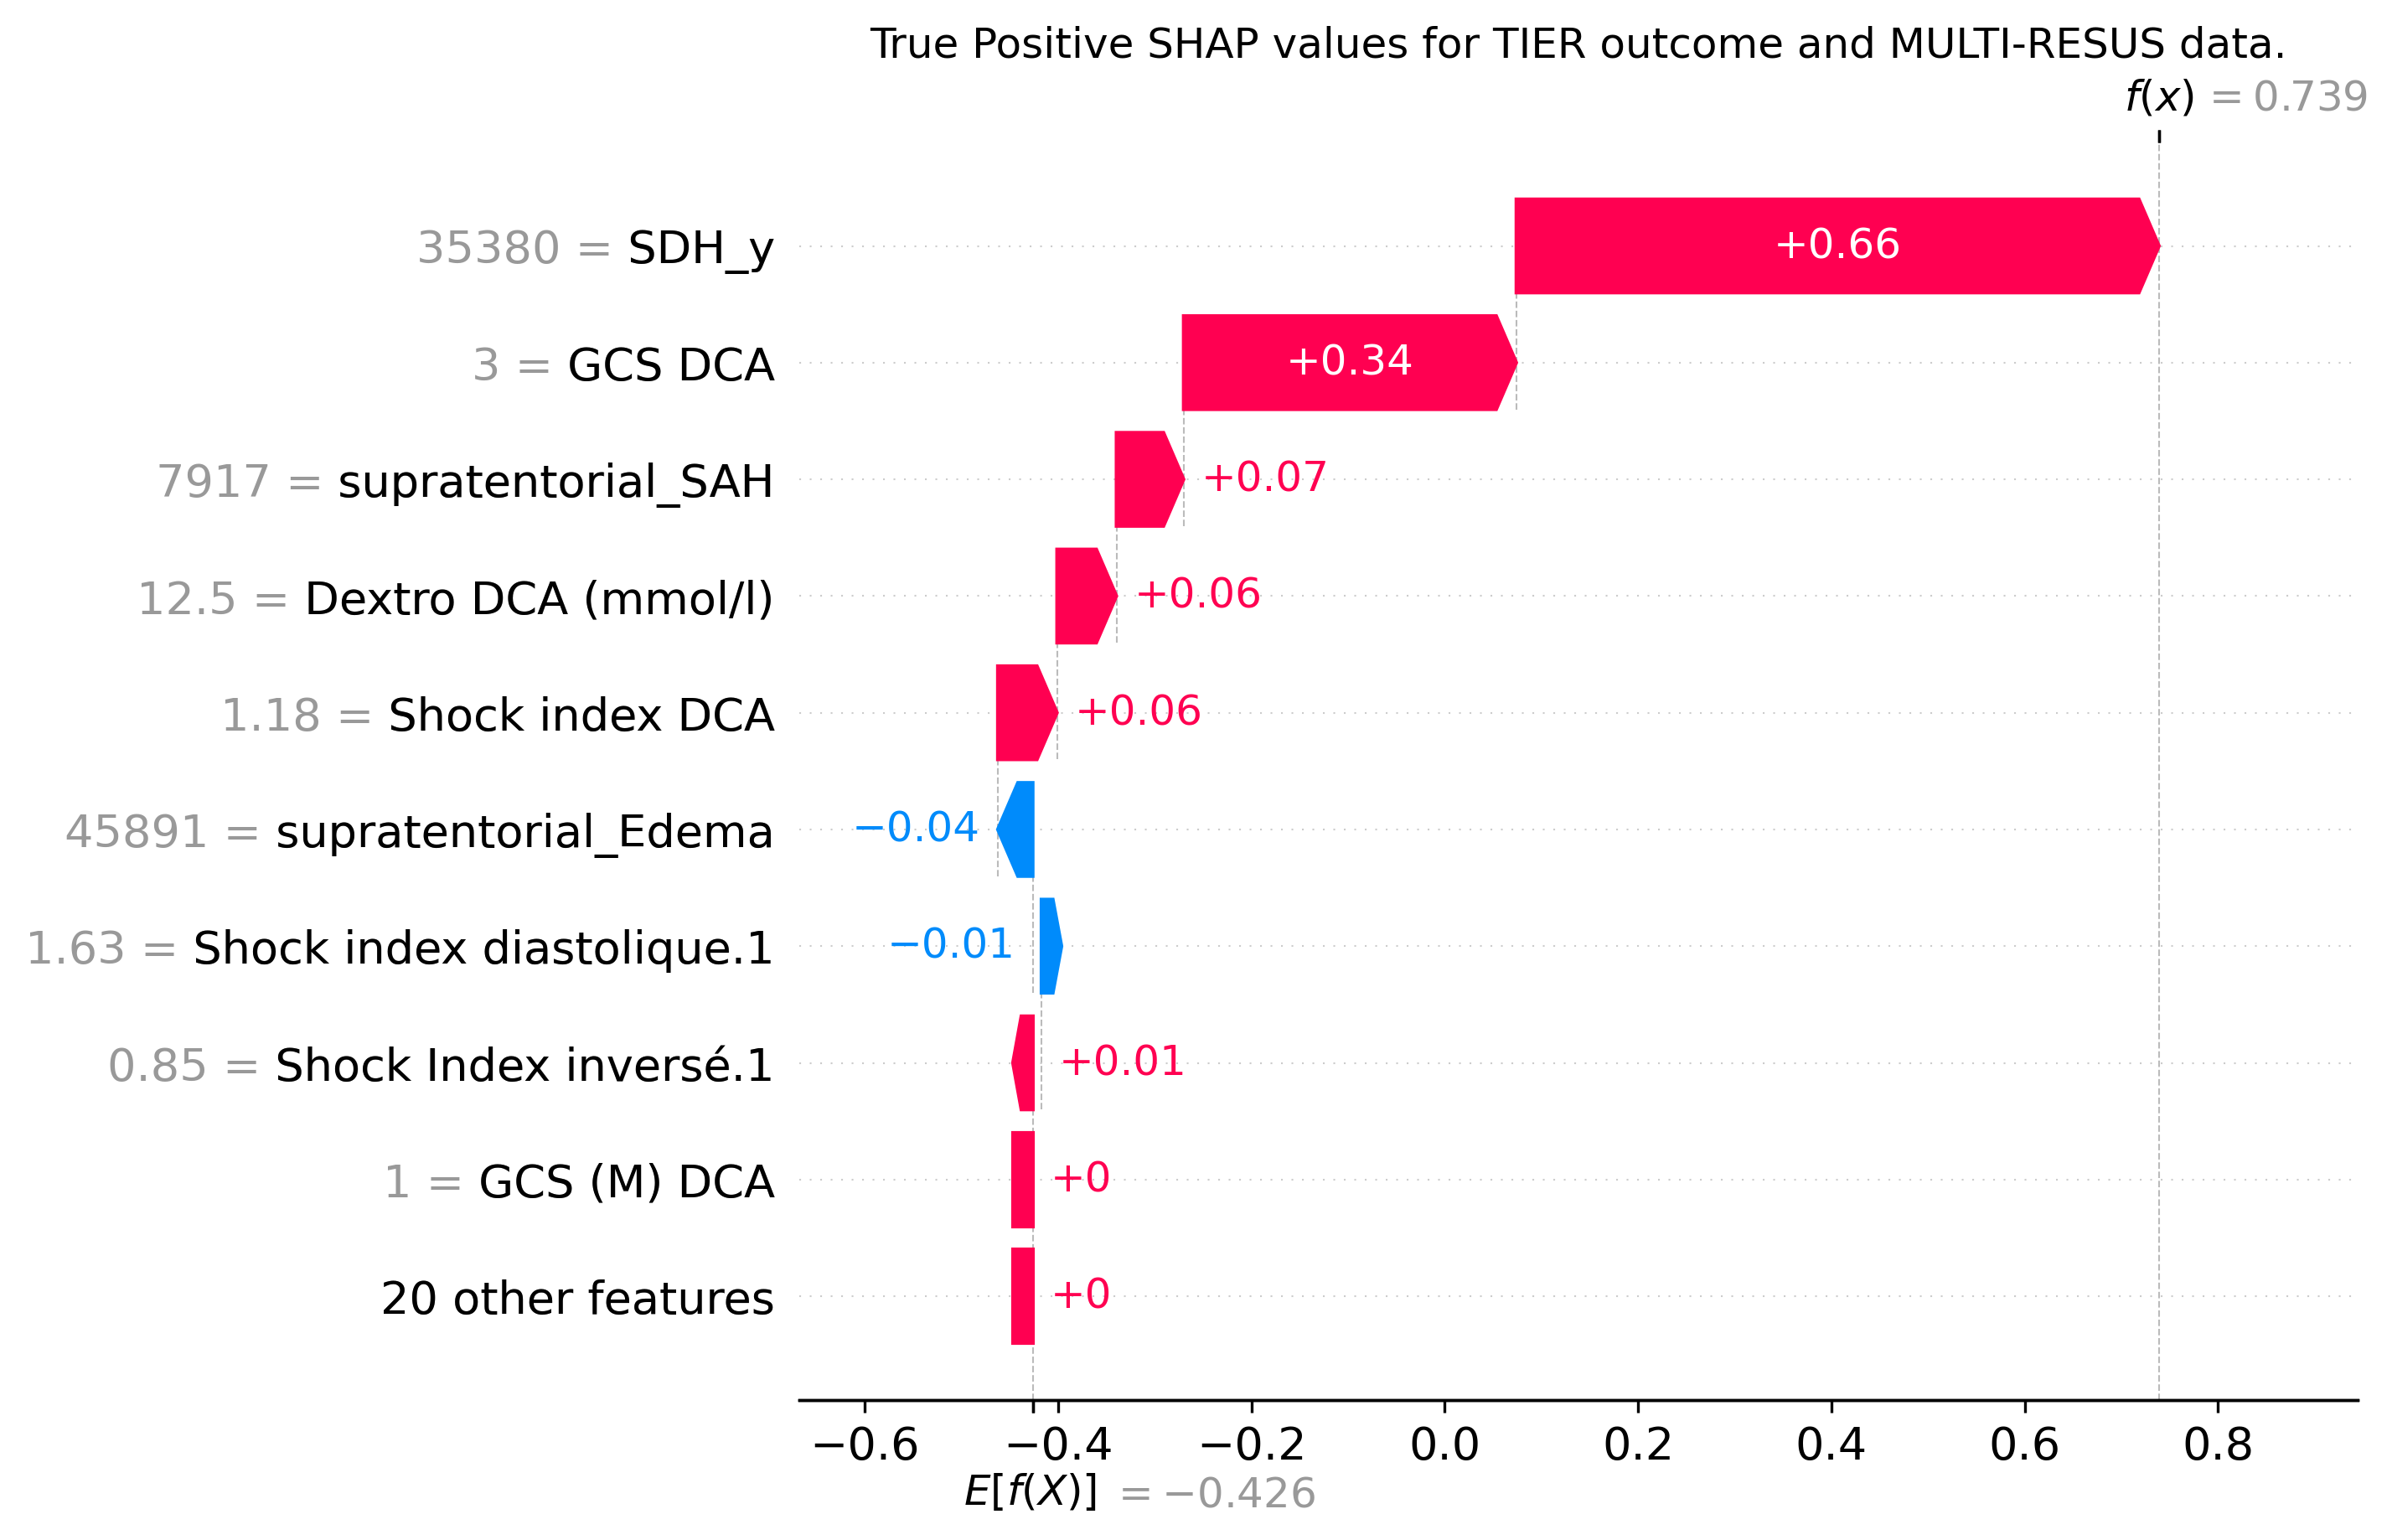 True Positive SHAP values for TIER outcome and MULTI-RESUS data.
f(x) = 0.739
35380 = SDH_y +0.66
3 = GCS DCA +0.34
7917 = supratentorial_SAH +0.07
12.5 = Dextro DCA (mmol/l) +0.06
1.18 = Shock index DCA +0.06
45891 = supratentorial_Edema −0.04
1.63 = Shock index diastolique.1 −0.01
0.85 = Shock Index inversé.1 +0.01
1 = GCS (M) DCA +0
20 other features +0
−0.6 −0.4 −0.2 0.0 0.2 0.4 0.6 0.8
E[f(X)] = −0.426